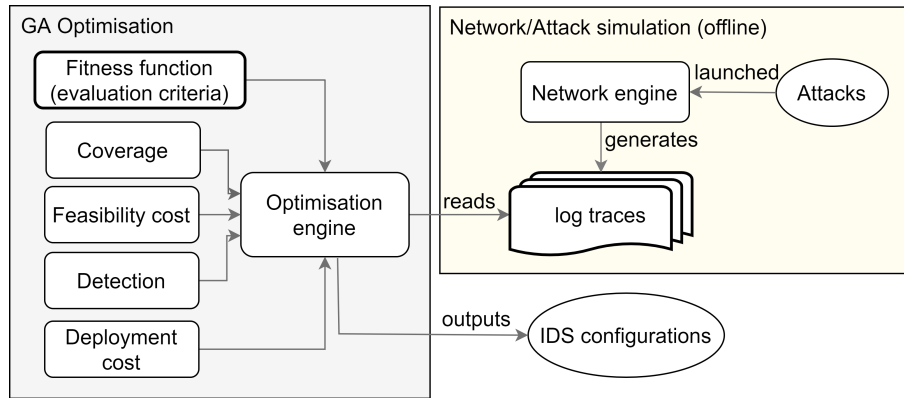 GA Optimisation
Fitness function
(evaluation criteria)
Coverage
Feasibility cost
Detection
Deployment
cost
Optimisation
engine
reads
outputs
Network/Attack simulation (offline)
Network engine
launched
Attacks
generates
log traces
IDS configurations